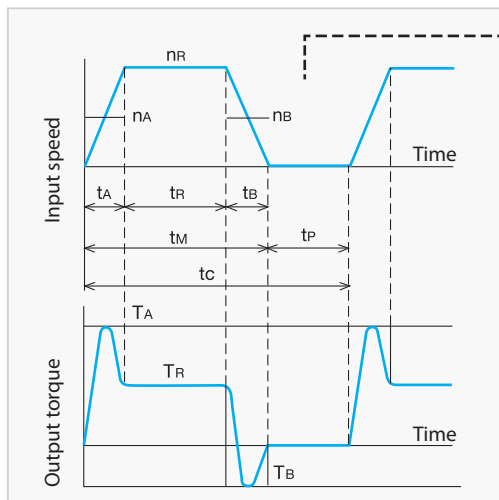 nR
nA
nB
Time
Input speed
tA
tR
tB
tM
tP
tC
TA
TR
Time
TB
Output torque